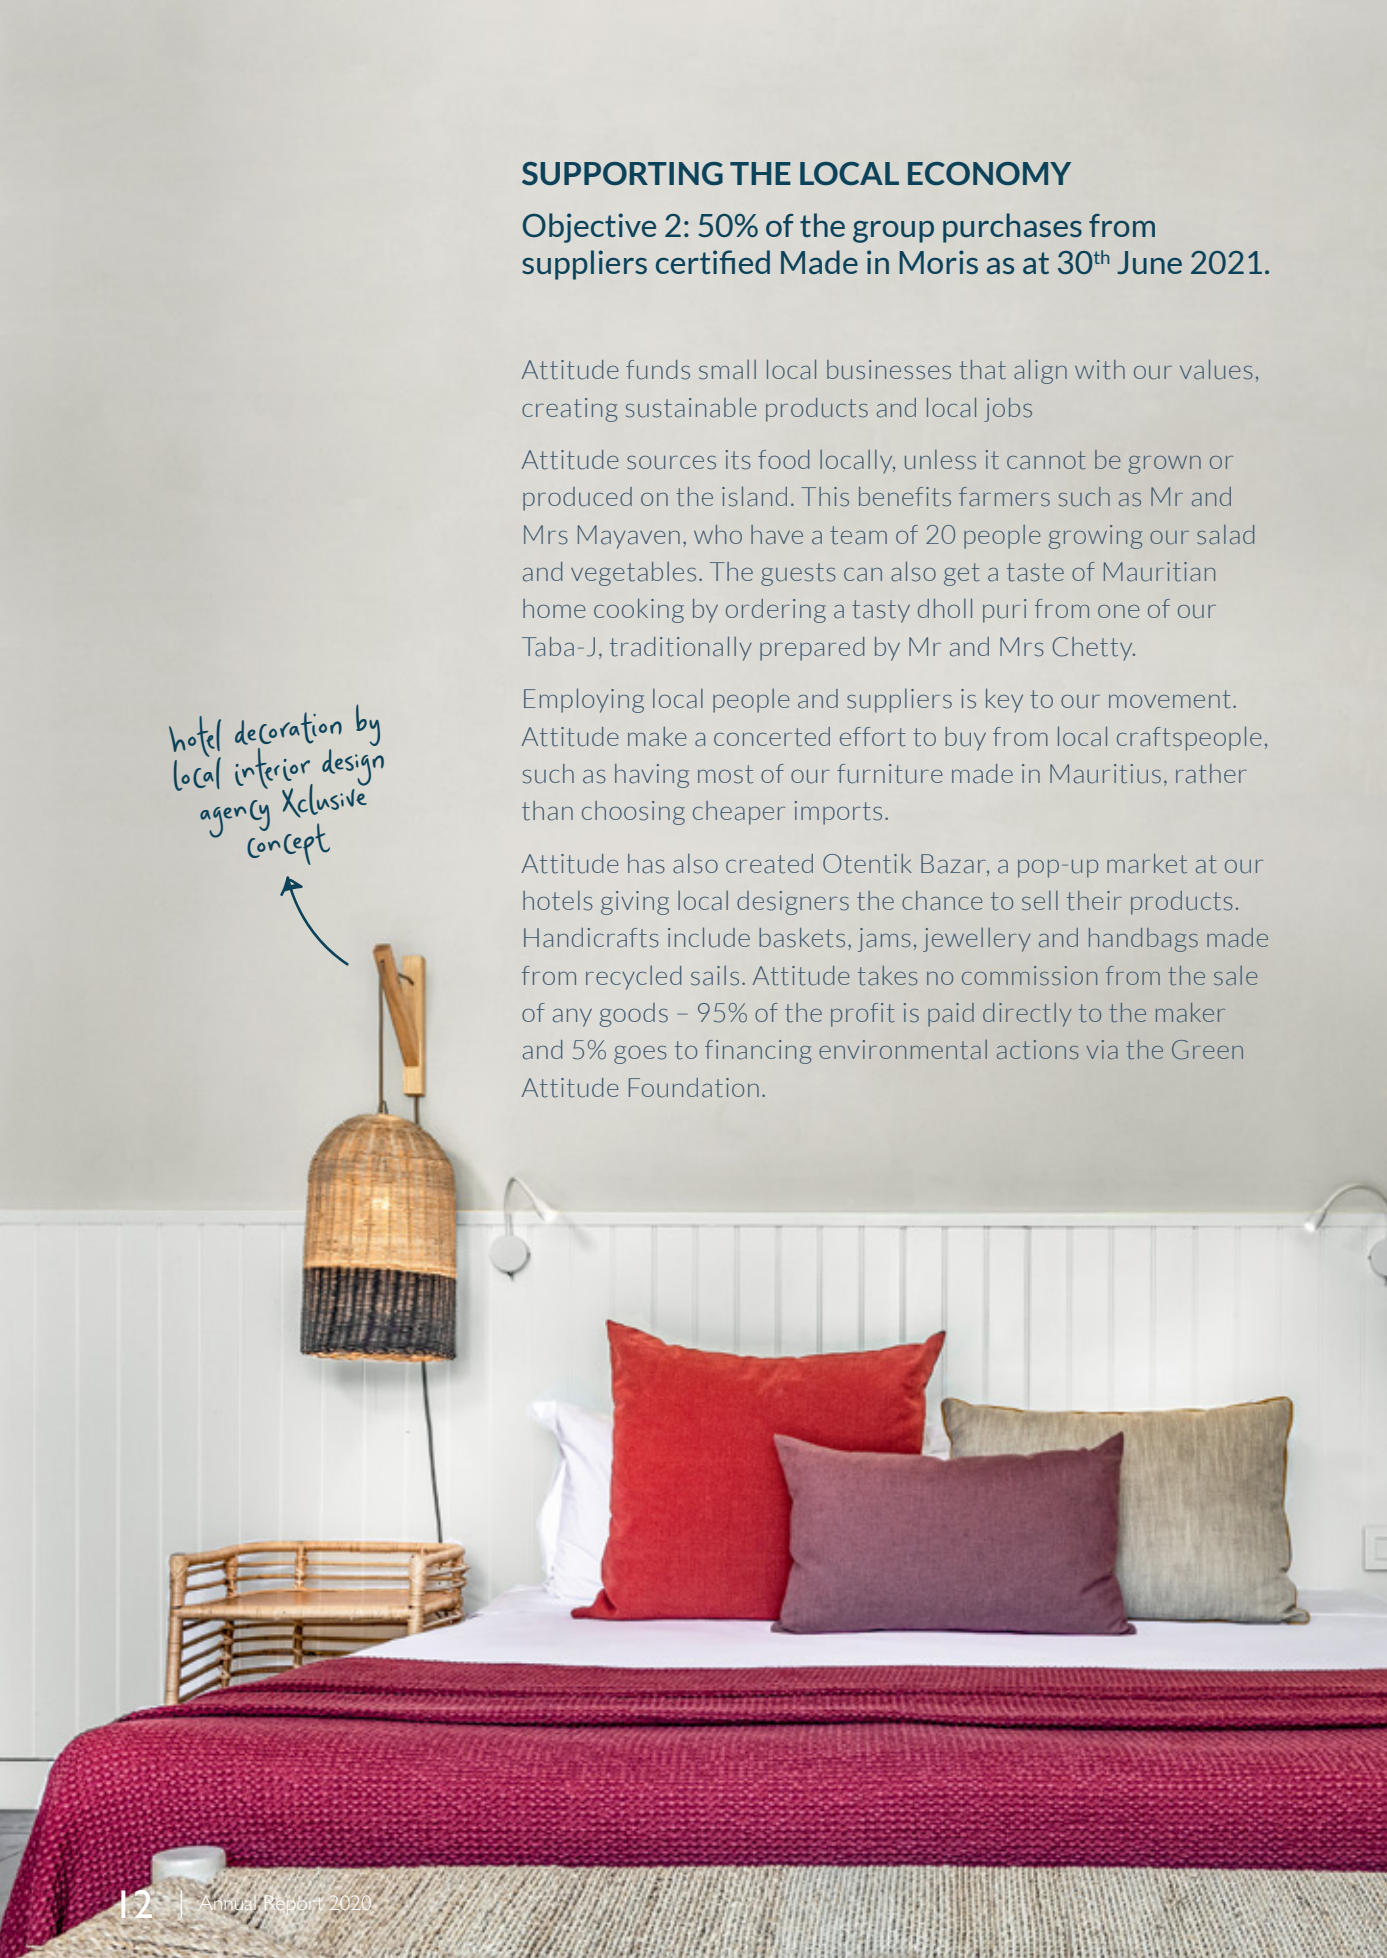 SUPPORTING THE LOCAL ECONOMY
Objective 2: 50% of the group purchases from
suppliers certified Made in Moris as at 30th June 2021.
Attitude funds small local businesses that align with our values,
creating sustainable products and local jobs
Attitude sources its food locally, unless it cannot be grown or
produced on the island. This benefits farmers such as Mr and
Mrs Mayaven, who have a team of 20 people growing our salad
and vegetables. The guests can also get a taste of Mauritian
home cooking by ordering a tasty dholl puri from one of our
Taba-J, traditionally prepared by Mr and Mrs Chetty.
Employing local people and suppliers is key to our movement.
Attitude make a concerted effort to buy from local craftspeople,
such as having most of our furniture made in Mauritius, rather
than choosing cheaper imports.
Attitude has also created Otentik Bazar, a pop-up market at our
hotels giving local designers the chance to sell their products.
Handicrafts include baskets, jams, jewellery and handbags made
from recycled sails. Attitude takes no commission from the sale
of any goods – 95% of the profit is paid directly to the maker
and 5% goes to financing environmental actions via the Green
Attitude Foundation.
hotel decoration by
local interior design
agency Xclusive
concept
12 | Annual Report 2020